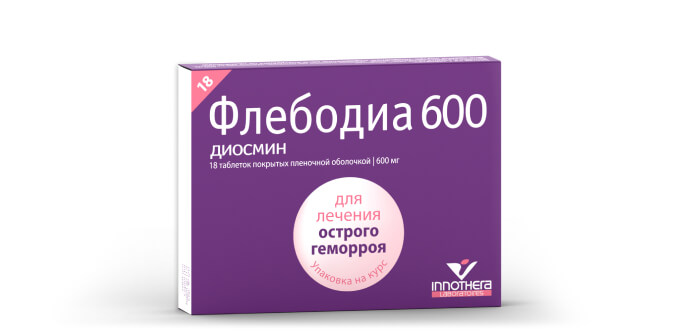 18
Флебодиа 600
ДИОСМИН
18 таблеток покрытых пленочной оболочкой | 600 мг
для
лечения
острого
геморроя
Упаковка на курс
INNOTHERA
LABORATOIRES